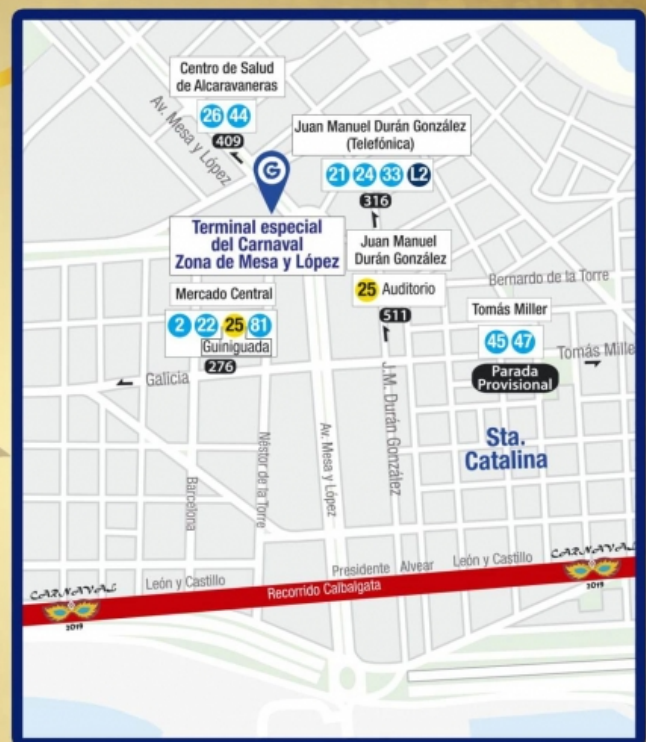 Centro de Salud
de Alcaravaneras
26 44
409
Av. Mesa y López
Juan Manuel Durán González
(Telefónica)
21 24 33 L2
316
G
Terminal especial
del Carnaval
Zona de Mesa y López
Juan Manuel
Durán González
25 Auditorio
511
Bernardo de la Torre
Mercado Central
2 22 25 81
Guiniguada
276
Tomás Miller
45 47
Parada
Provisional
Tomás Miller
Galicia
Sta.
Catalina
J.M. Durán González
Av. Mesa y López
Néstor de la Torre
Barcelona
León y Castillo
Presidente Alvear
León y Castillo
Recorrido Calbalgata
CARNAVAL
2019
CARNAVAL
2019